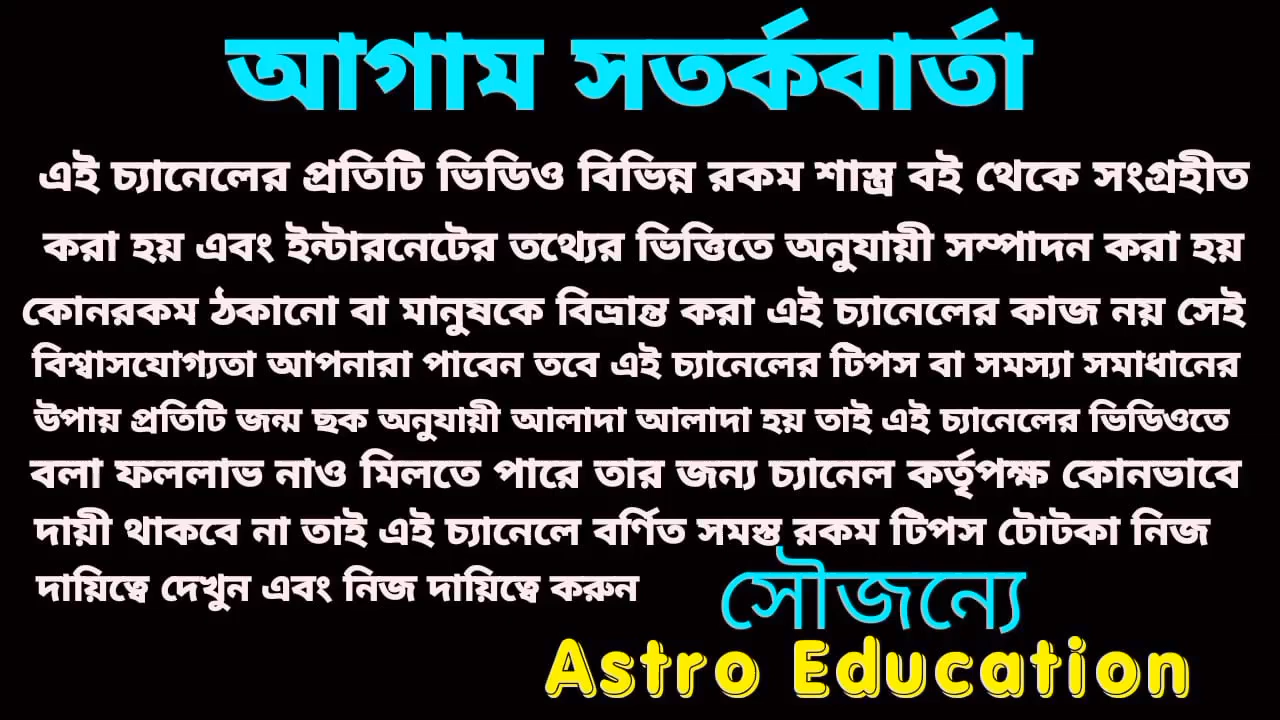 আগাম সতর্কবার্তা
এই চ্যানেলের প্রতিটি ভিডিও বিভিন্ন রকম শাস্ত্র বই থেকে সংগ্রহীত
করা হয় এবং ইন্টারনেটের তথ্যের ভিত্তিতে অনুযায়ী সম্পাদন করা হয়
কোনরকম ঠকানো বা মানুষকে বিভ্রান্ত করা এই চ্যানেলের কাজ নয় সেই
বিশ্বাসযোগ্যতা আপনারা পাবেন তবে এই চ্যানেলের টিপস বা সমস্যা সমাধানের
উপায় প্রতিটি জন্ম ছক অনুযায়ী আলাদা আলাদা হয় তাই এই চ্যানেলের ভিডিওতে
বলা ফললাভ নাও মিলতে পারে তার জন্য চ্যানেল কর্তৃপক্ষ কোনভাবে
দায়ী থাকবে না তাই এই চ্যানেলে বর্ণিত সমস্ত রকম টিপস টোটকা নিজ
দায়িত্বে দেখুন এবং নিজ দায়িত্বে করুন
সৌজন্যে
Astro Education